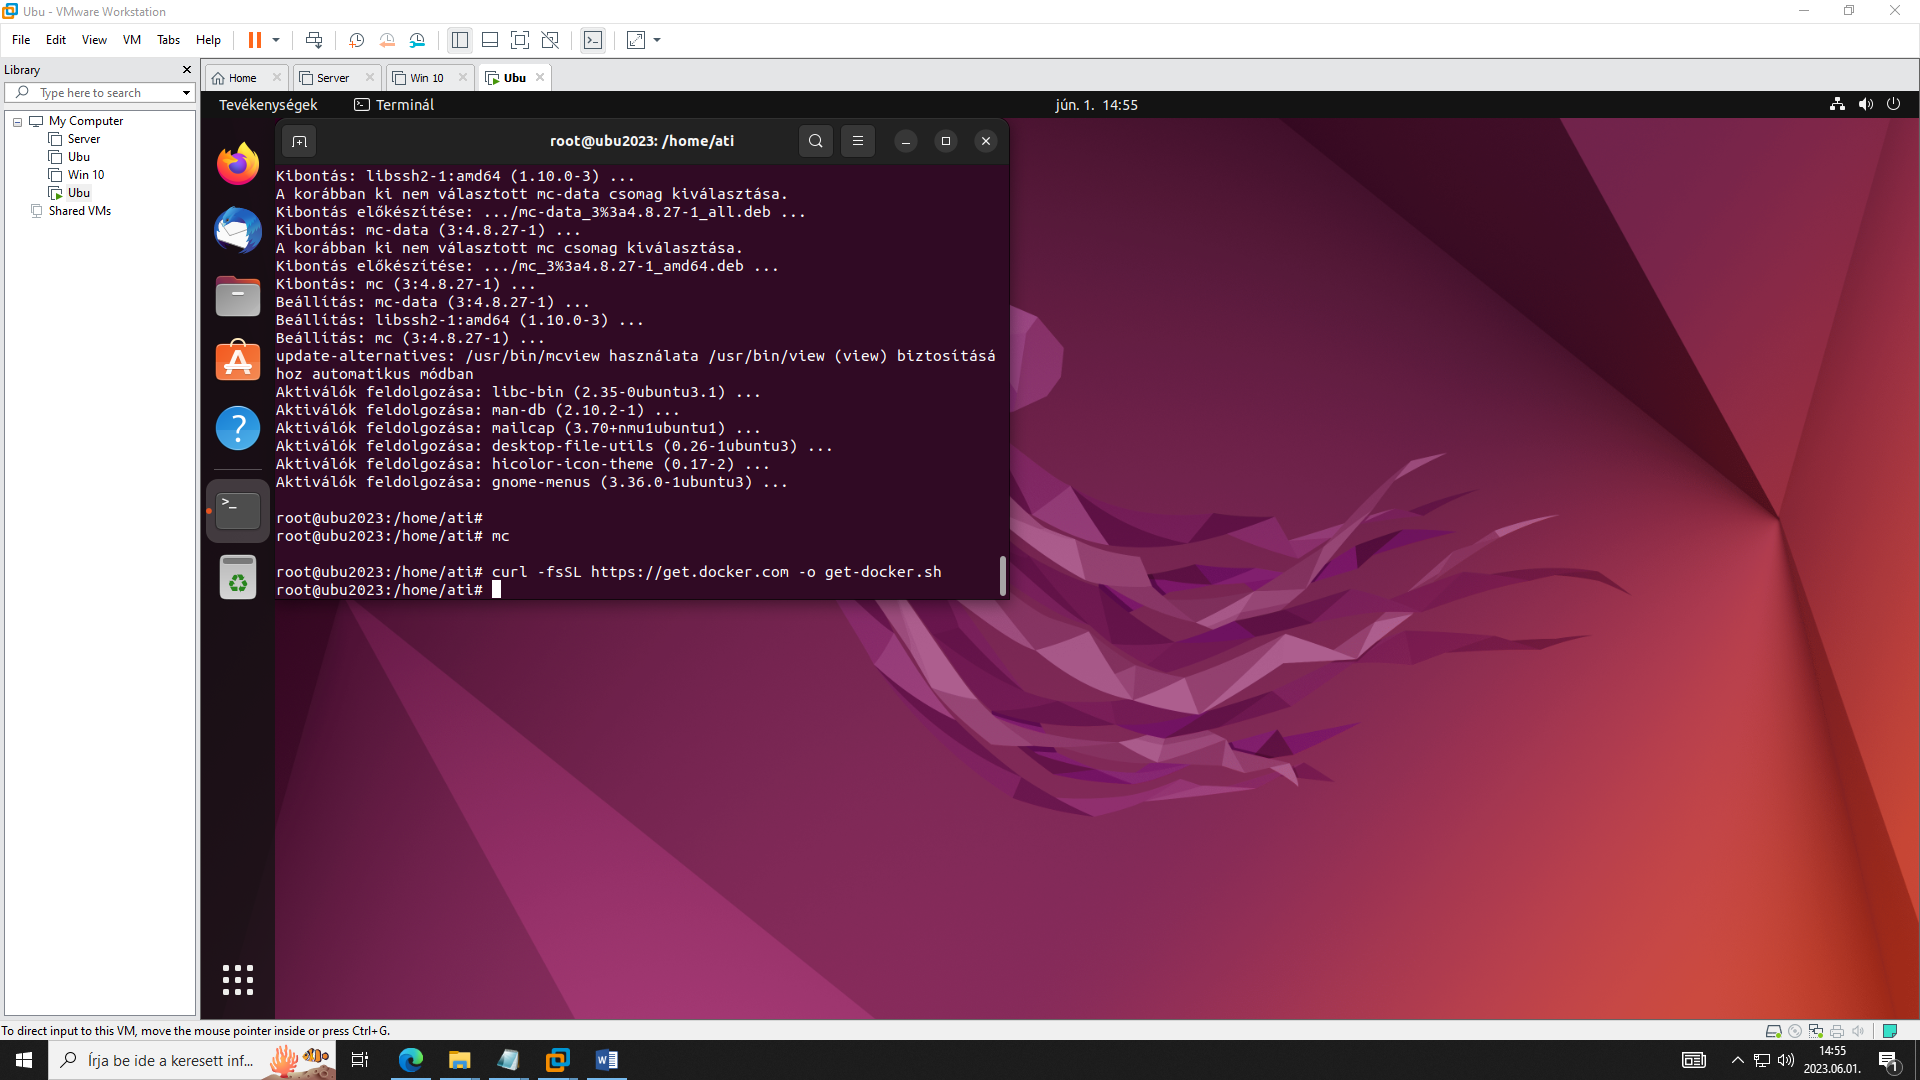 Ubu - VMware Workstation
File Edit View VM Tabs Help
Library
Type here to search
My Computer
Server
Ubu
Win 10
Ubu
Shared VMs
Home
Server
Win 10
Ubu
Tevékenységek
Terminál
jún. 1. 14:55
root@ubu2023: /home/ati
Kibontás: libssh2-1:amd64 (1.10.0-3) ...
A korábban ki nem választott mc-data csomag kiválasztása.
Kibontás előkészítése: .../mc-data_3%3a4.8.27-1_all.deb ...
Kibontás: mc-data (3:4.8.27-1) ...
A korábban ki nem választott mc csomag kiválasztása.
Kibontás előkészítése: .../mc_3%3a4.8.27-1_amd64.deb ...
Kibontás: mc (3:4.8.27-1) ...
Beállítás: mc-data (3:4.8.27-1) ...
Beállítás: libssh2-1:amd64 (1.10.0-3) ...
Beállítás: mc (3:4.8.27-1) ...
update-alternatives: /usr/bin/mcview használata /usr/bin/view (view) biztosításá
hoz automatikus módban
Aktiválók feldolgozása: libc-bin (2.35-0ubuntu3.1) ...
Aktiválók feldolgozása: man-db (2.10.2-1) ...
Aktiválók feldolgozása: mailcap (3.70+nmu1ubuntu1) ...
Aktiválók feldolgozása: desktop-file-utils (0.26-1ubuntu3) ...
Aktiválók feldolgozása: hicolor-icon-theme (0.17-2) ...
Aktiválók feldolgozása: gnome-menus (3.36.0-1ubuntu3) ...
root@ubu2023:/home/ati#
root@ubu2023:/home/ati# mc
root@ubu2023:/home/ati# curl -fsSL https://get.docker.com -o get-docker.sh
root@ubu2023:/home/ati#
To direct input to this VM, move the mouse pointer inside or press Ctrl+G.
Írja be ide a keresett inf...
14:55
2023.06.01.
1